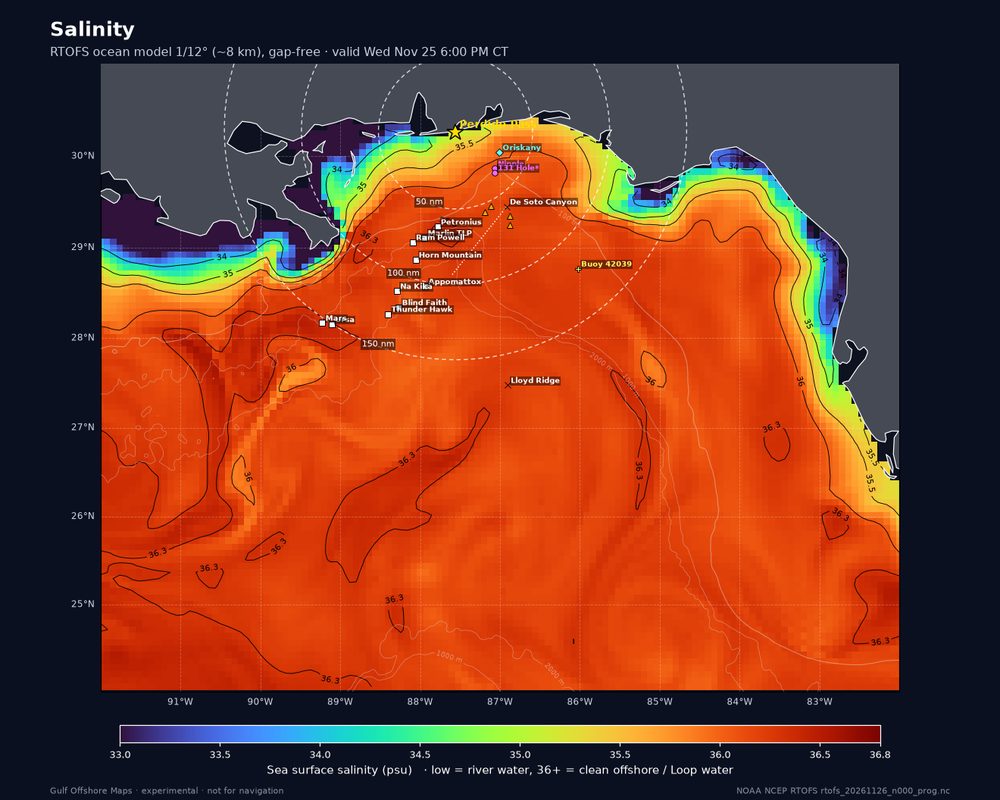 Salinity
RTOFS ocean model 1/12° (~8 km), gap-free · valid Wed Nov 25 6:00 PM CT
30°N
29°N
28°N
27°N
26°N
25°N
Oriskany
131 Hole*
50 nm
De Soto Canyon
Petronius
Marlin TLP
Ram Powell
Horn Mountain
Buoy 42039
100 nm
Appomattox
Na Kika
Blind Faith
Thunder Hawk
Mars
150 nm
Lloyd Ridge
34
35
35.5
36
36.3
1000 m
2000 m
91°W 90°W 89°W 88°W 87°W 86°W 85°W 84°W 83°W
33.0 33.5 34.0 34.5 35.0 35.5 36.0 36.5 36.8
Sea surface salinity (psu) · low = river water, 36+ = clean offshore / Loop water
Gulf Offshore Maps · experimental · not for navigation
NOAA NCEP RTOFS rtofs_20261126_n000_prog.nc